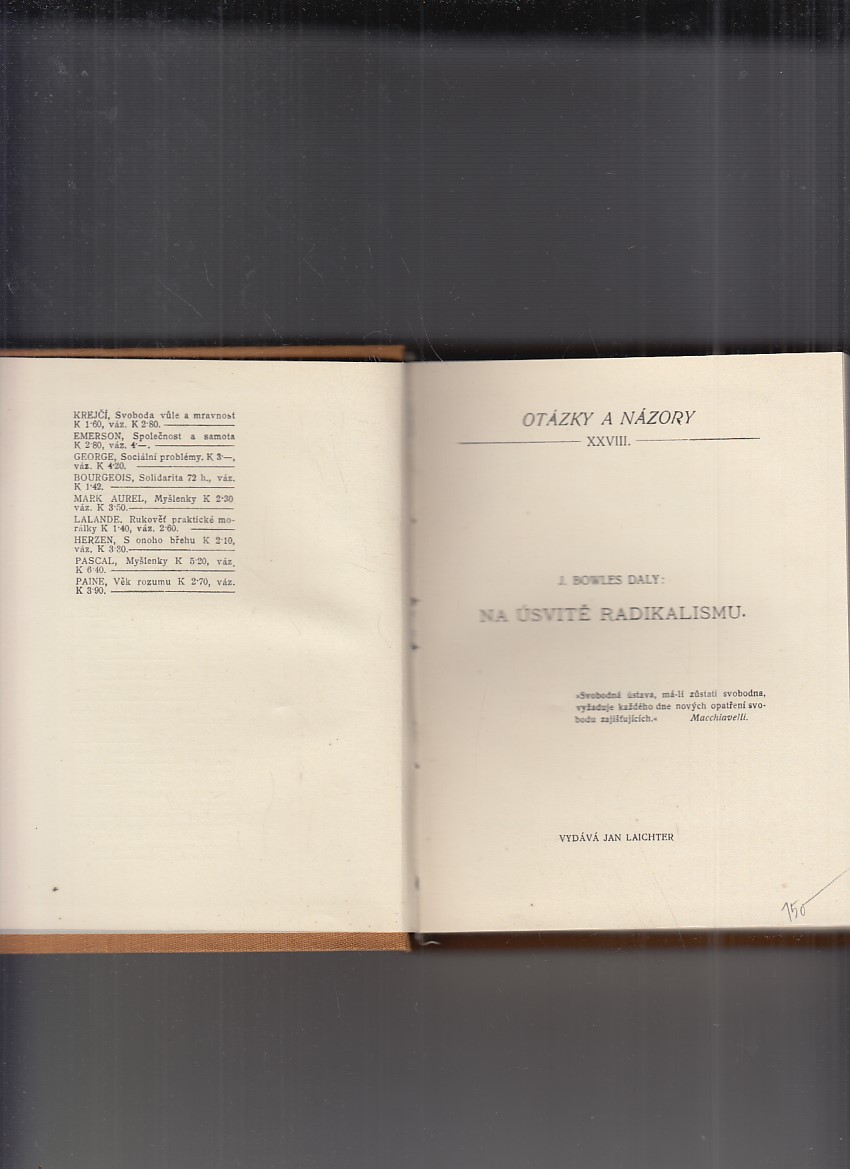 KREJČÍ, Svoboda vůle a mravnost
K 1·60, váz. K 2·80.
EMERSON, Společnost a samota
K 2·80, váz. 4·—.
GEORGE, Sociální problémy. K 3·—,
váz. K 4·20.
BOURGEOIS, Solidarita 72 h., váz.
K 1·42.
MARK AUREL, Myšlenky K 2·30
váz. K 3·50.
LALANDE. Rukověť praktické mo-
rálky K 1·40, váz. 2·60.
HERZEN, S onoho břehu K 2·10,
váz. K 3·30.
PASCAL, Myšlenky K 5·20, váz.
K 6·40.
PAINE, Věk rozumu K 2·70, váz.
K 3·90.
OTÁZKY A NÁZORY
XXVIII.
J. BOWLES DALY:
NA ÚSVITĚ RADIKALISMU.
»Svobodná ústava, má-li zůstati svobodna,
vyžaduje každého dne nových opatření svo-
bodu zajišťujících.« Macchiavelli.
VYDÁVÁ JAN LAICHTER
150